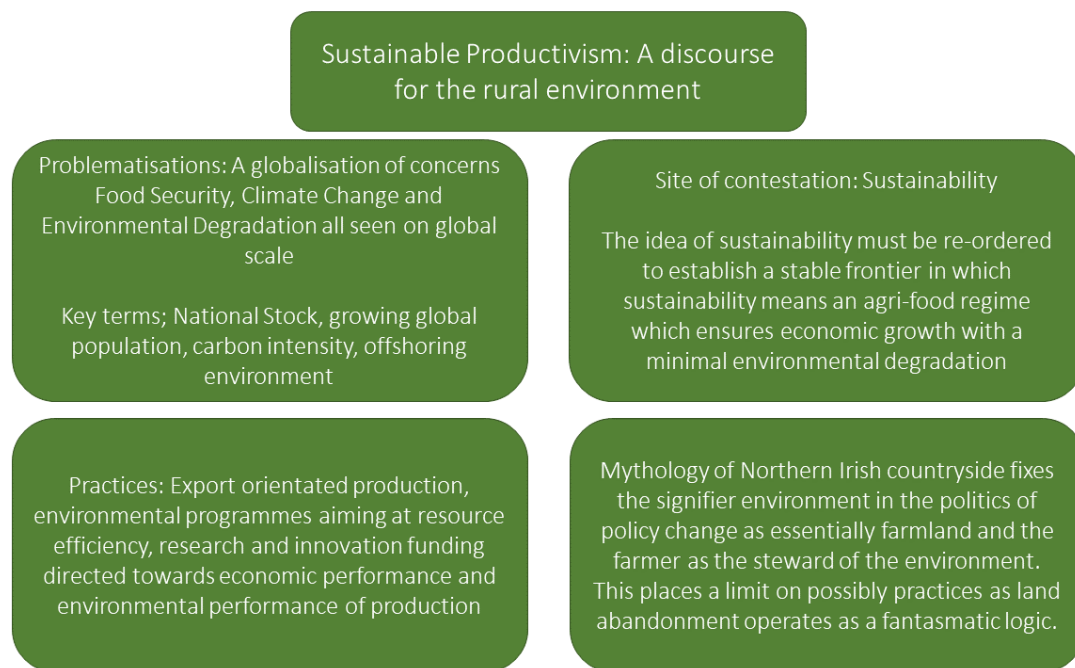 Sustainable Productivism: A discourse
for the rural environment
Problematisations: A globalisation of concerns
Food Security, Climate Change and
Environmental Degradation all seen on global
scale
Key terms; National Stock, growing global
population, carbon intensity, offshoring
environment
Site of contestation: Sustainability
The idea of sustainability must be re-ordered
to establish a stable frontier in which
sustainability means an agri-food regime
which ensures economic growth with a
minimal environmental degradation
Practices: Export orientated production,
environmental programmes aiming at resource
efficiency, research and innovation funding
directed towards economic performance and
environmental performance of production
Mythology of Northern Irish countryside fixes
the signifier environment in the politics of
policy change as essentially farmland and the
farmer as the steward of the environment.
This places a limit on possibly practices as land
abandonment operates as a fantasmatic logic.